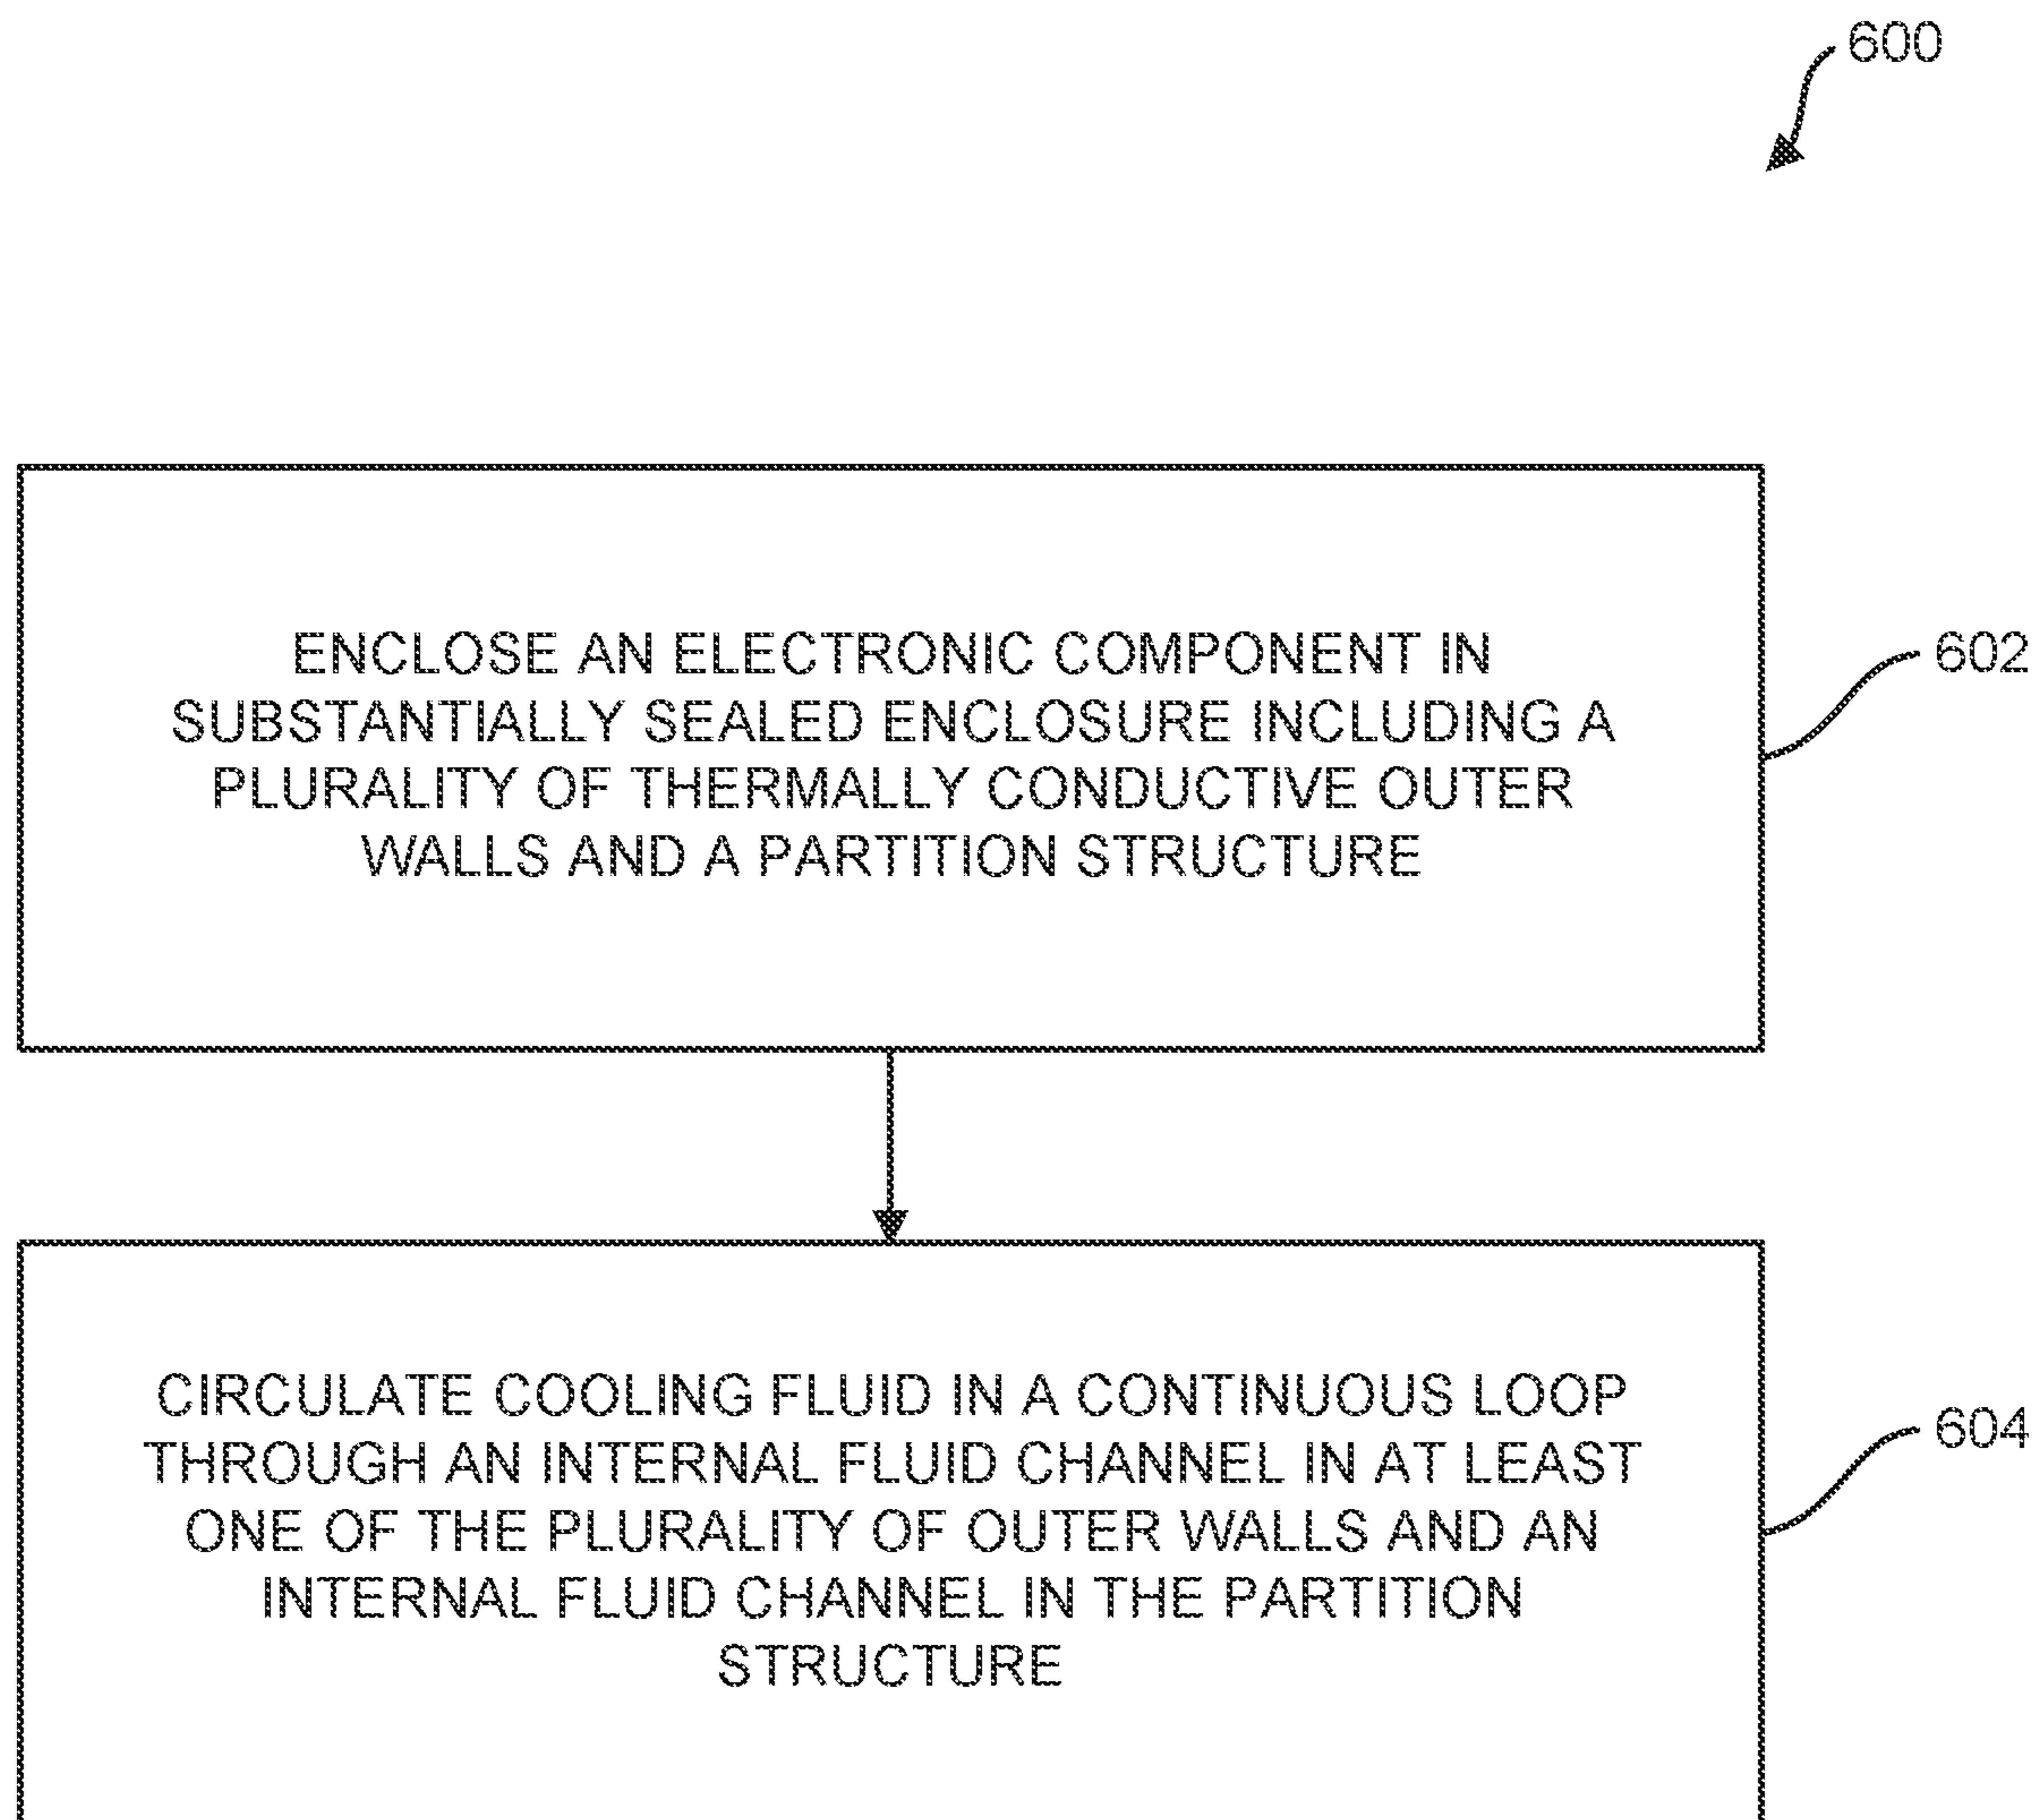 600
ENCLOSE AN ELECTRONIC COMPONENT IN
SUBSTANTIALLY SEALED ENCLOSURE INCLUDING A
PLURALITY OF THERMALLY CONDUCTIVE OUTER
WALLS AND A PARTITION STRUCTURE
602
CIRCULATE COOLING FLUID IN A CONTINUOUS LOOP
THROUGH AN INTERNAL FLUID CHANNEL IN AT LEAST
ONE OF THE PLURALITY OF OUTER WALLS AND AN
INTERNAL FLUID CHANNEL IN THE PARTITION
STRUCTURE
604